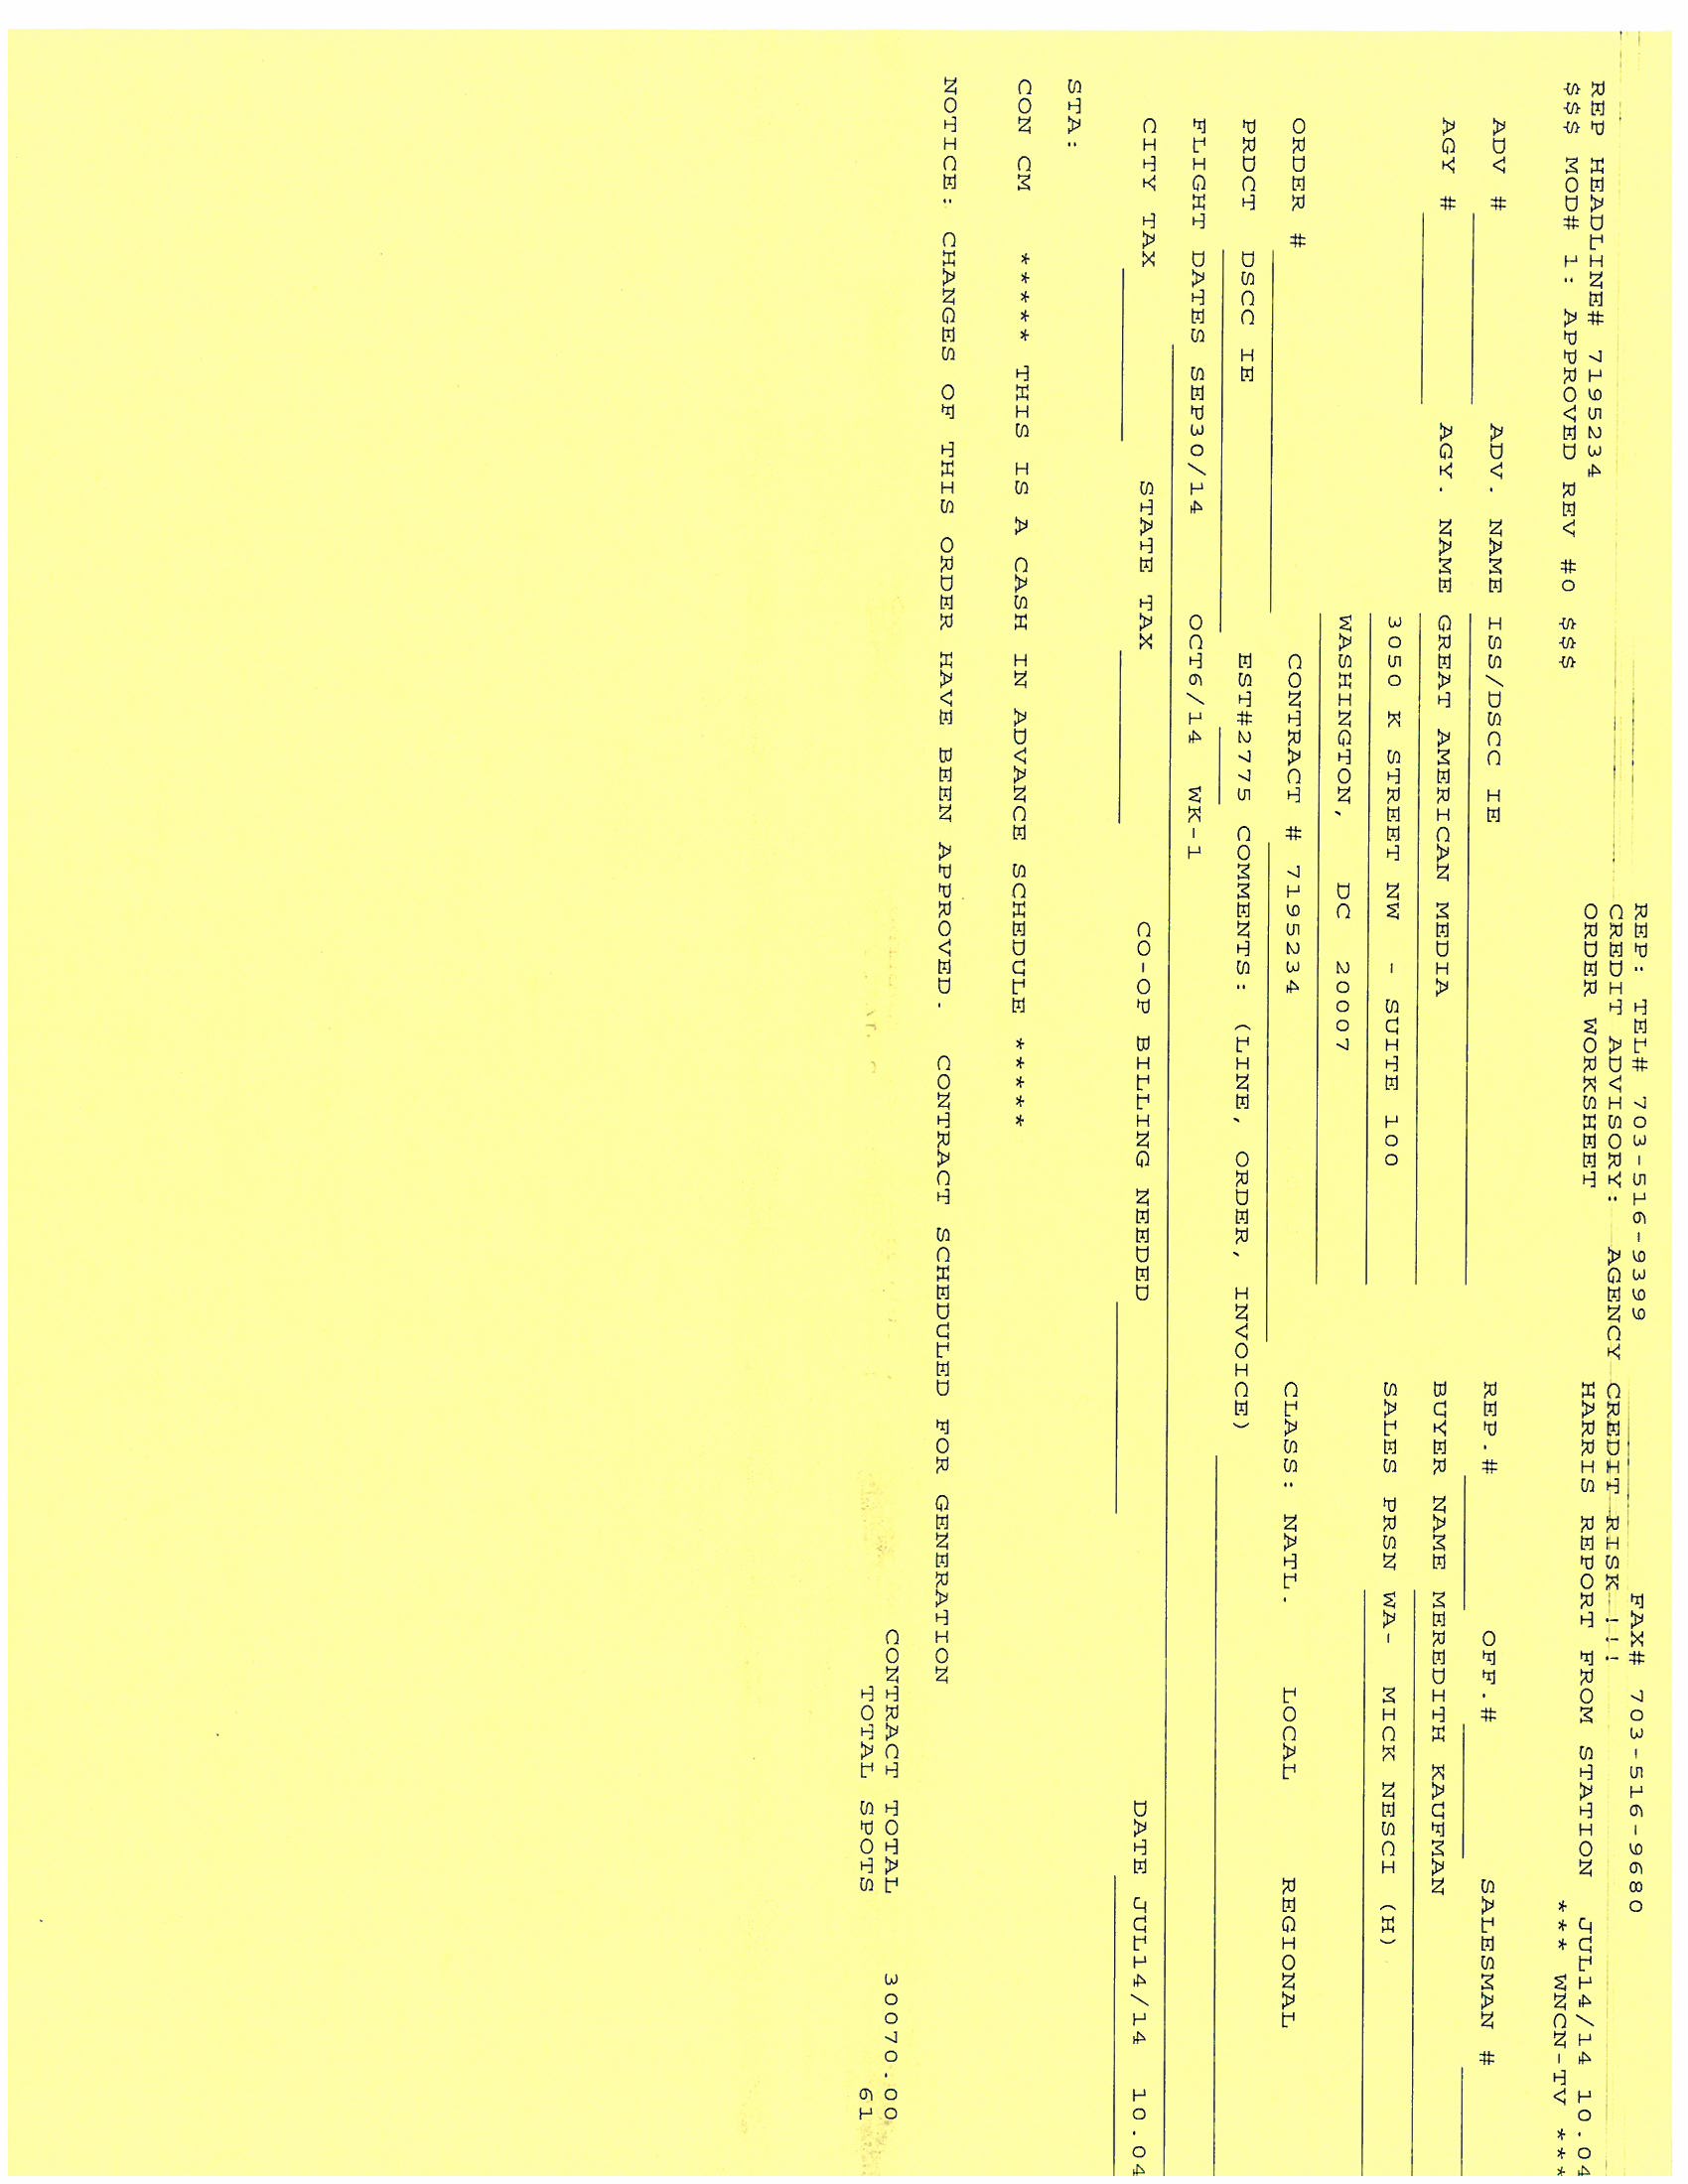 REP: TEL# 703-516-9399 FAX# 703-516-9680
CREDIT ADVISORY: AGENCY CREDIT RISK !!!
REP HEADLINE# 7195234 ORDER WORKSHEET HARRIS REPORT FROM STATION JUL14/14 10.04
$$$ MOD# 1: APPROVED REV #0 $$$ *** WNCN-TV ***
ADV # ADV. NAME ISS/DSCC IE REP.# OFF.# SALESMAN #
AGY # AGY. NAME GREAT AMERICAN MEDIA BUYER NAME MEREDITH KAUFMAN
3050 K STREET NW - SUITE 100 SALES PRSN WA- MICK NESCI (H)
WASHINGTON, DC 20007
ORDER # CONTRACT # 7195234 CLASS: NATL. LOCAL REGIONAL
PRDCT DSCC IE EST#2775 COMMENTS: (LINE, ORDER, INVOICE)
FLIGHT DATES SEP30/14 OCT6/14 WK-1
CITY TAX STATE TAX CO-OP BILLING NEEDED DATE JUL14/14 10.04
STA:
CON CM ***** THIS IS A CASH IN ADVANCE SCHEDULE *****
NOTICE: CHANGES OF THIS ORDER HAVE BEEN APPROVED. CONTRACT SCHEDULED FOR GENERATION
CONTRACT TOTAL 30070.00
TOTAL SPOTS 61